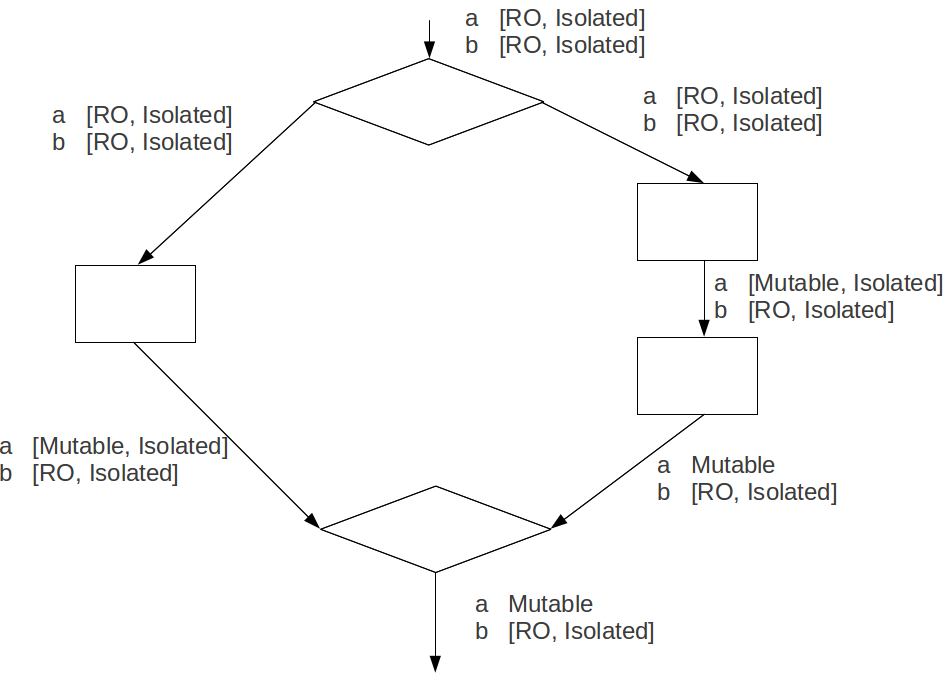 a [RO, Isolated]
b [RO, Isolated]
a [RO, Isolated]
b [RO, Isolated]
a [RO, Isolated]
b [RO, Isolated]
a [Mutable, Isolated]
b [RO, Isolated]
a [Mutable, Isolated]
b [RO, Isolated]
a Mutable
b [RO, Isolated]
a Mutable
b [RO, Isolated]